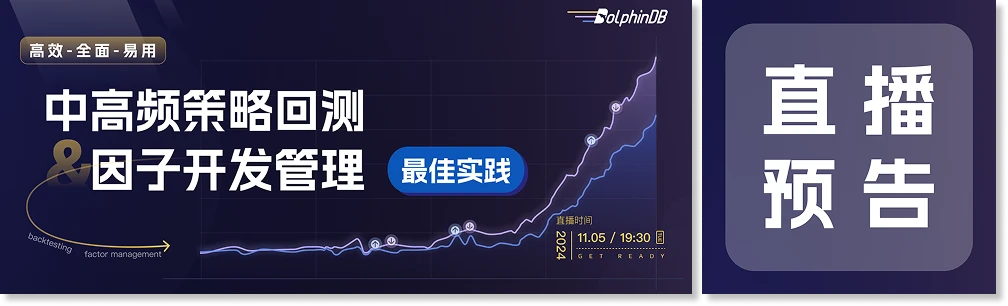 DolphinDB
高效-全面-易用
中高频策略回测
&因子开发管理
最佳实践
backtesting
factor management
直播时间
2024
11.05 / 19:30
GET READY
直播
预告